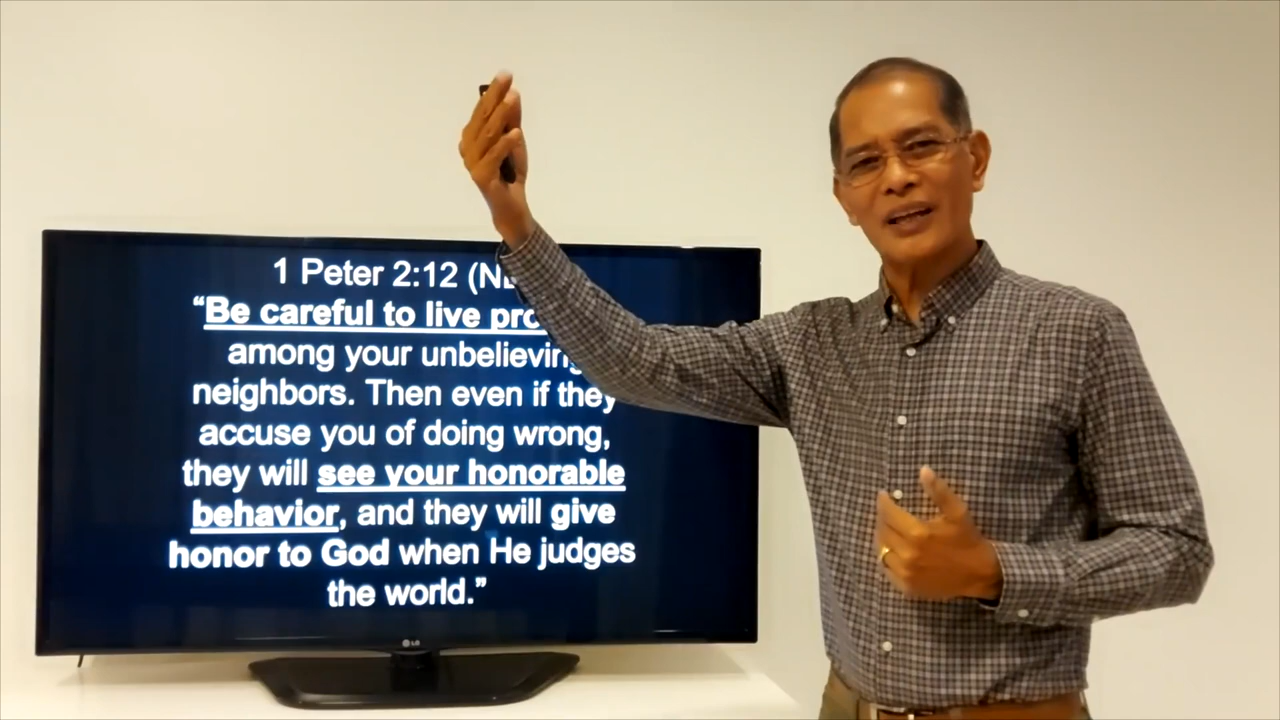 1 Peter 2:12
“Be careful to live
among your unbelieving
neighbors. Then even if they
accuse you of doing wrong,
they will see your honorable
behavior, and they will give
honor to God when He judges
the world.”
LG